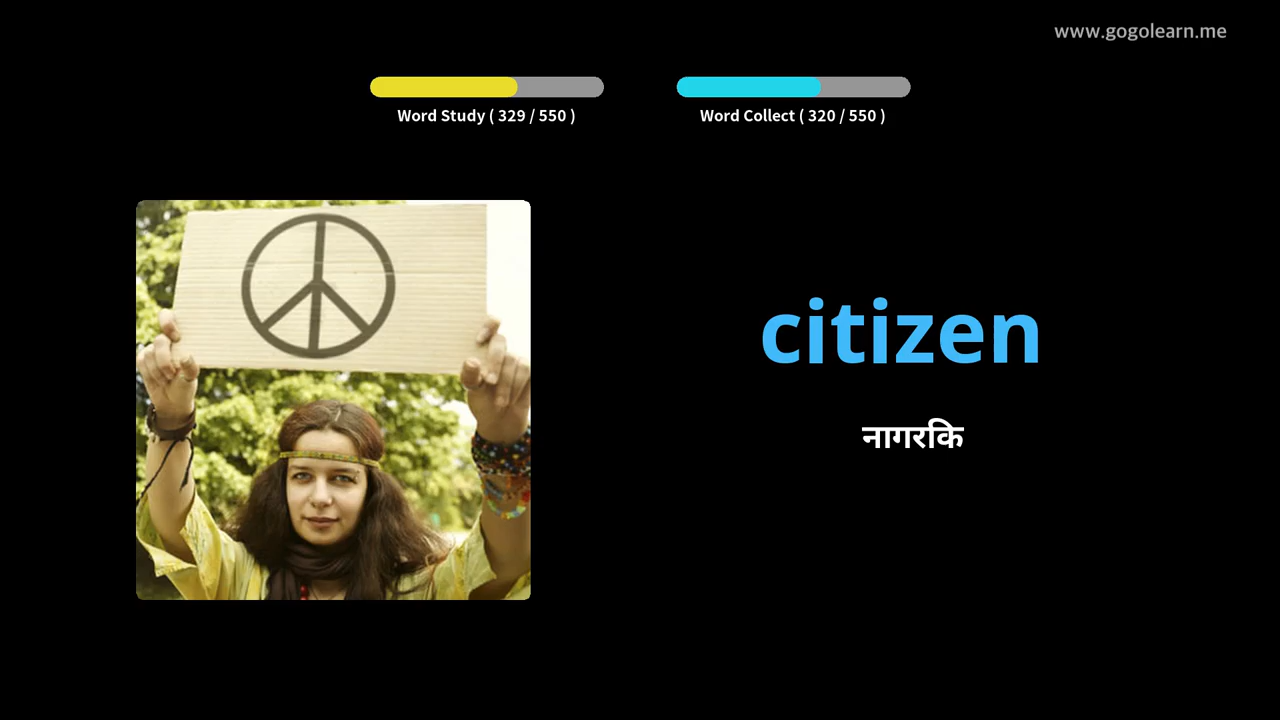 www.gogolearn.me
Word Study ( 329 / 550 )
Word Collect ( 320 / 550 )
citizen
नागरकि